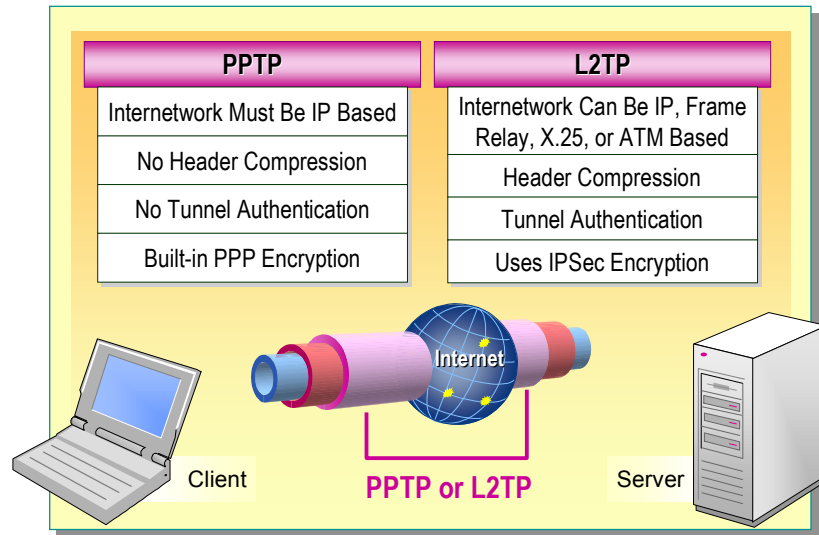 PPTP
Internetwork Must Be IP Based
No Header Compression
No Tunnel Authentication
Built-in PPP Encryption
L2TP
Internetwork Can Be IP, Frame
Relay, X.25, or ATM Based
Header Compression
Tunnel Authentication
Uses IPSec Encryption
Internet
Client
PPTP or L2TP
Server